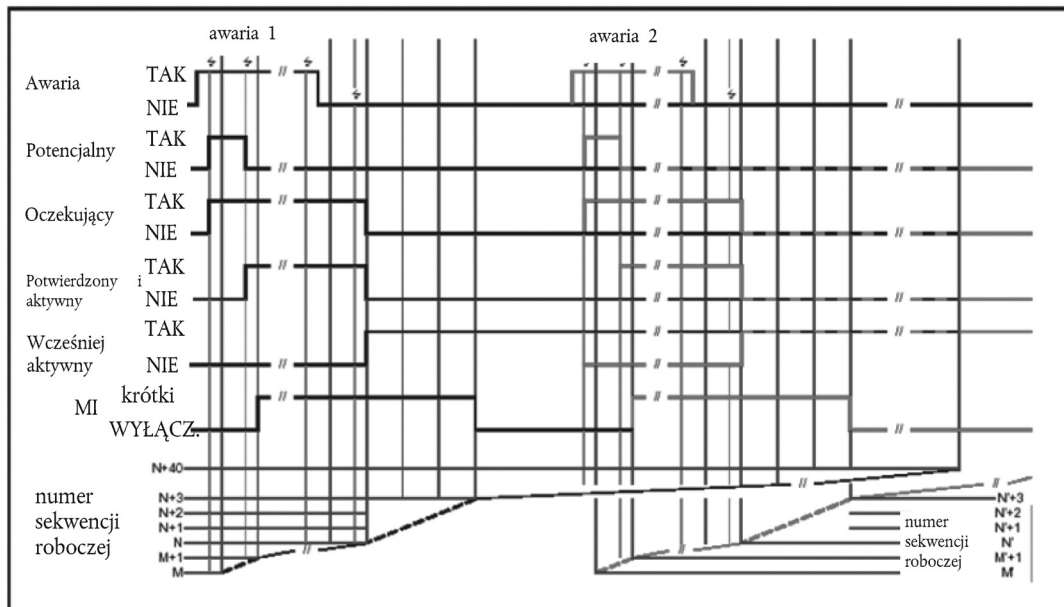 awaria 1
awaria 2
Awaria
TAK
NIE
Potencjalny
TAK
NIE
Oczekujący
TAK
NIE
Potwierdzony i
aktywny
TAK
NIE
Wcześniej
aktywny
TAK
NIE
MI
krótki
WYŁĄCZ.
numer
sekwencji
roboczej
N+40
N+3
N+2
N+1
N
M+1
M
numer
sekwencji
roboczej
N'+3
N'+2
N'+1
N'
M'+1
M'